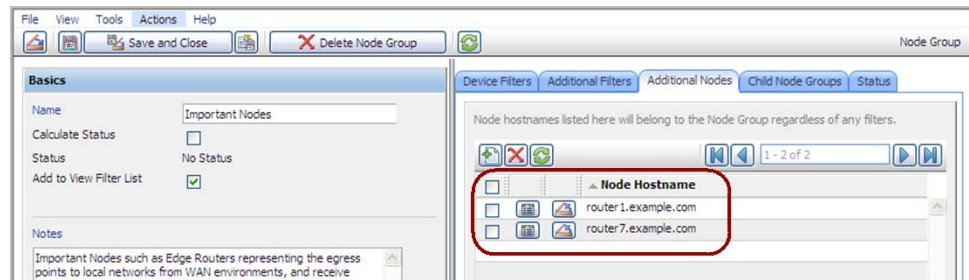 File View Tools Actions Help
Save and Close Delete Node Group Node Group
Basics
Name Important Nodes
Calculate Status
Status No Status
Add to View Filter List
Notes
Important Nodes such as Edge Routers representing the egress
points to local networks from WAN environments, and receive
Device Filters Additional Filters Additional Nodes Child Node Groups Status
Node hostnames listed here will belong to the Node Group regardless of any filters.
1 - 2 of 2
Node Hostname
router1.example.com
router7.example.com